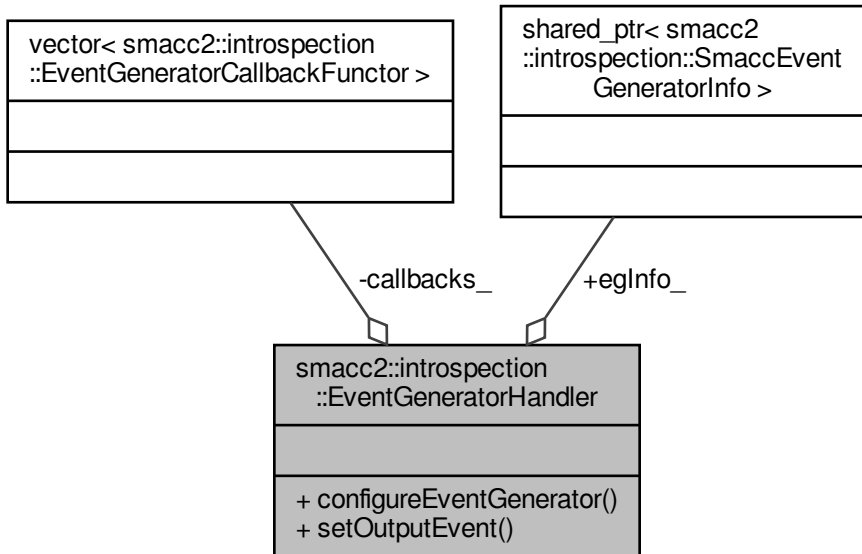 vector< smacc2::introspection
::EventGeneratorCallbackFunctor >
shared_ptr< smacc2
::introspection::SmaccEvent
GeneratorInfo >
-callbacks_
+egInfo_
smacc2::introspection
::EventGeneratorHandler
+ configureEventGenerator()
+ setOutputEvent()